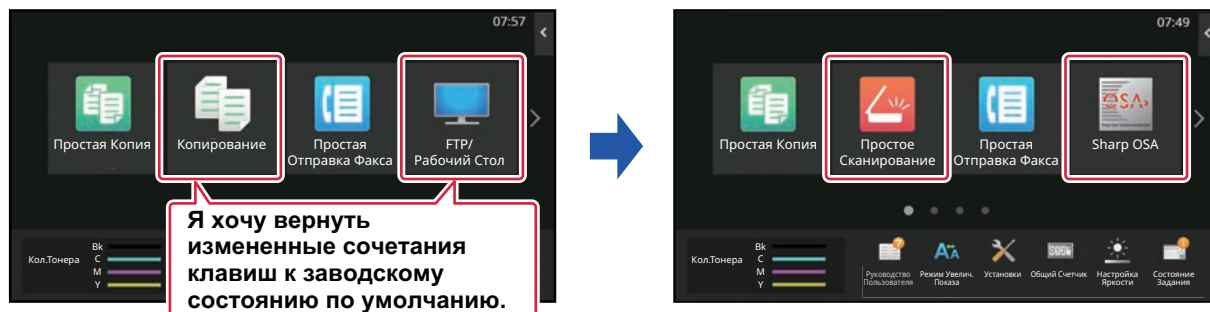 07:57
Простая Копия
Копирование
Простая
Отправка Факса
FTP/
Рабочий Стол
Кол.Тонера
Bk
C
M
Y
Я хочу вернуть
измененные сочетания
клавиш к заводскому
состоянию по умолчанию.
07:49
Простая Копия
Простое
Сканирование
Простая
Отправка Факса
OSA
Sharp OSA
Кол.Тонера
Bk
C
M
Y
Руководство
Пользователя
Режим Увелич.
Показа
Установки
Общий Счетчик
Настройка
Яркости
Состояние
Задания